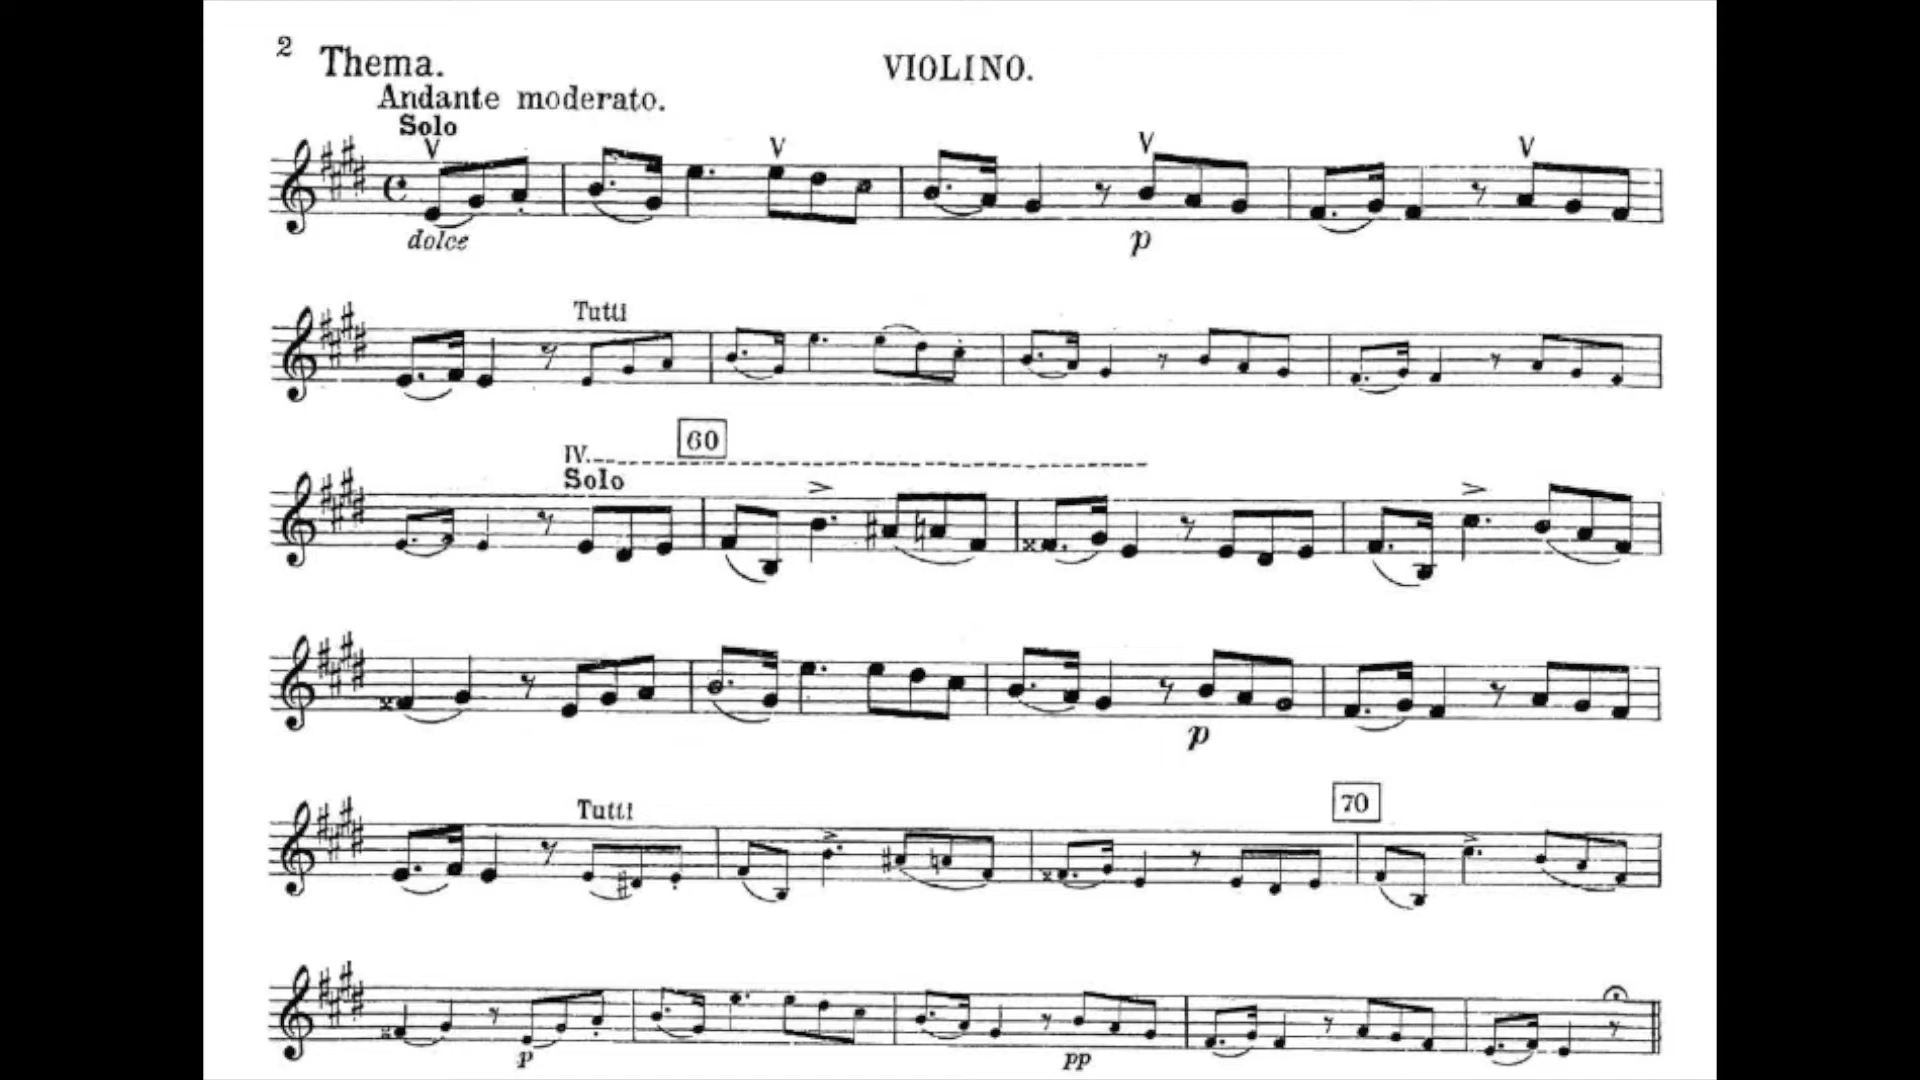 2
Thema.
VIOLINO.
Andante moderato.
Solo
V V V V
dolce p
Tutti
60
IV.
Solo
p
Tutti
70
p pp